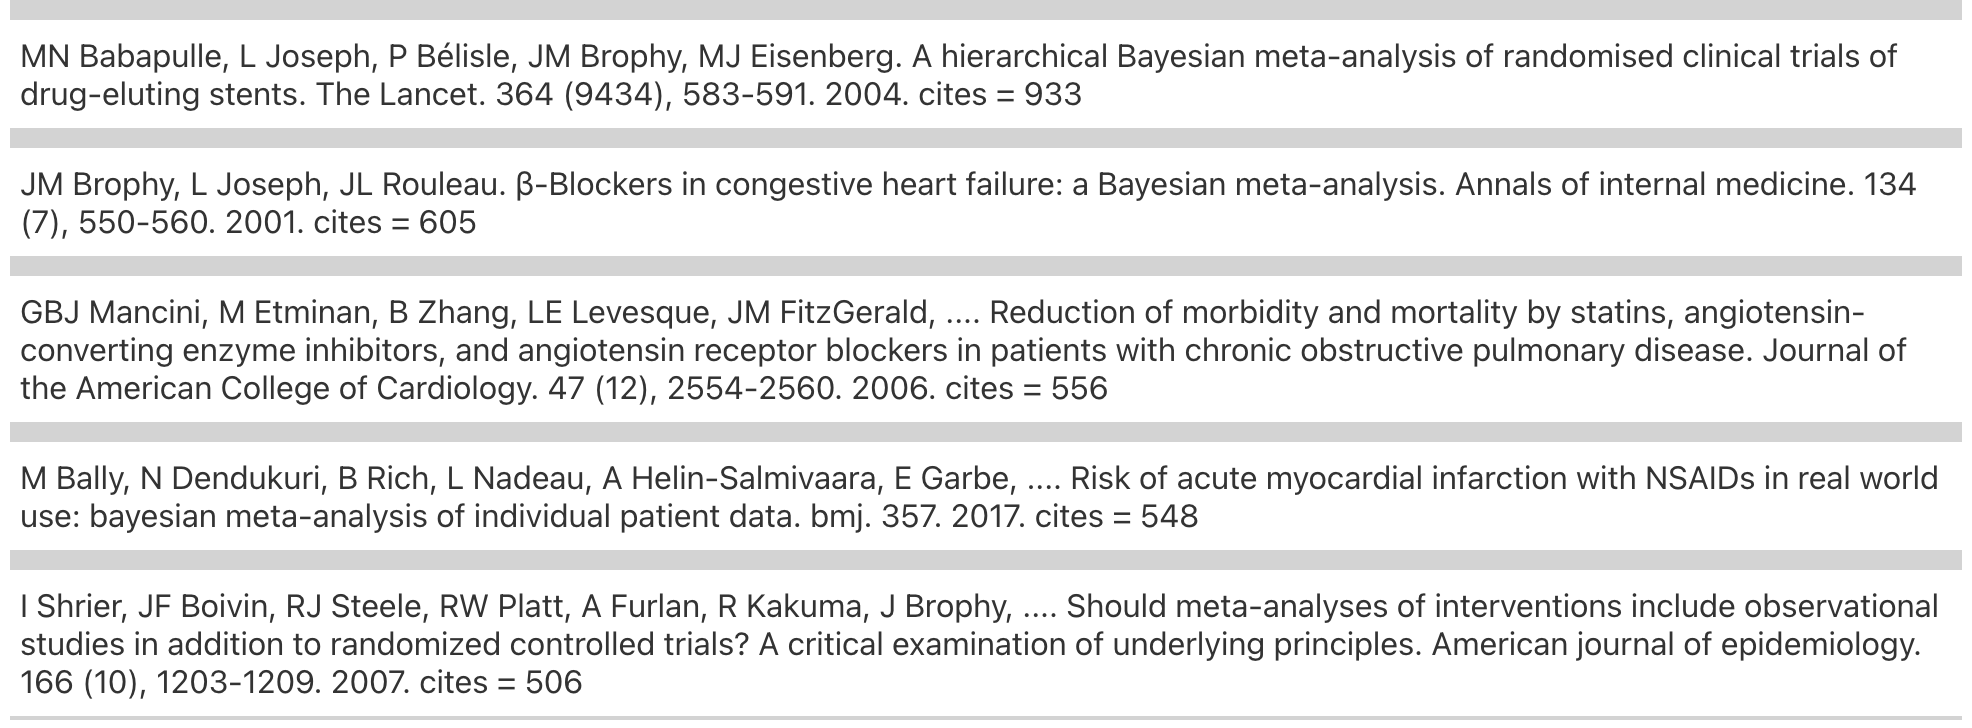 MN Babapulle, L Joseph, P Bélisle, JM Brophy, MJ Eisenberg. A hierarchical Bayesian meta-analysis of randomised clinical trials of
drug-eluting stents. The Lancet. 364 (9434), 583-591. 2004. cites = 933
JM Brophy, L Joseph, JL Rouleau. β-Blockers in congestive heart failure: a Bayesian meta-analysis. Annals of internal medicine. 134
(7), 550-560. 2001. cites = 605
GBJ Mancini, M Etminan, B Zhang, LE Levesque, JM FitzGerald, .... Reduction of morbidity and mortality by statins, angiotensin-
converting enzyme inhibitors, and angiotensin receptor blockers in patients with chronic obstructive pulmonary disease. Journal of
the American College of Cardiology. 47 (12), 2554-2560. 2006. cites = 556
M Bally, N Dendukuri, B Rich, L Nadeau, A Helin-Salmivaara, E Garbe, .... Risk of acute myocardial infarction with NSAIDs in real world
use: bayesian meta-analysis of individual patient data. bmj. 357. 2017. cites = 548
I Shrier, JF Boivin, RJ Steele, RW Platt, A Furlan, R Kakuma, J Brophy, .... Should meta-analyses of interventions include observational
studies in addition to randomized controlled trials? A critical examination of underlying principles. American journal of epidemiology.
166 (10), 1203-1209. 2007. cites = 506